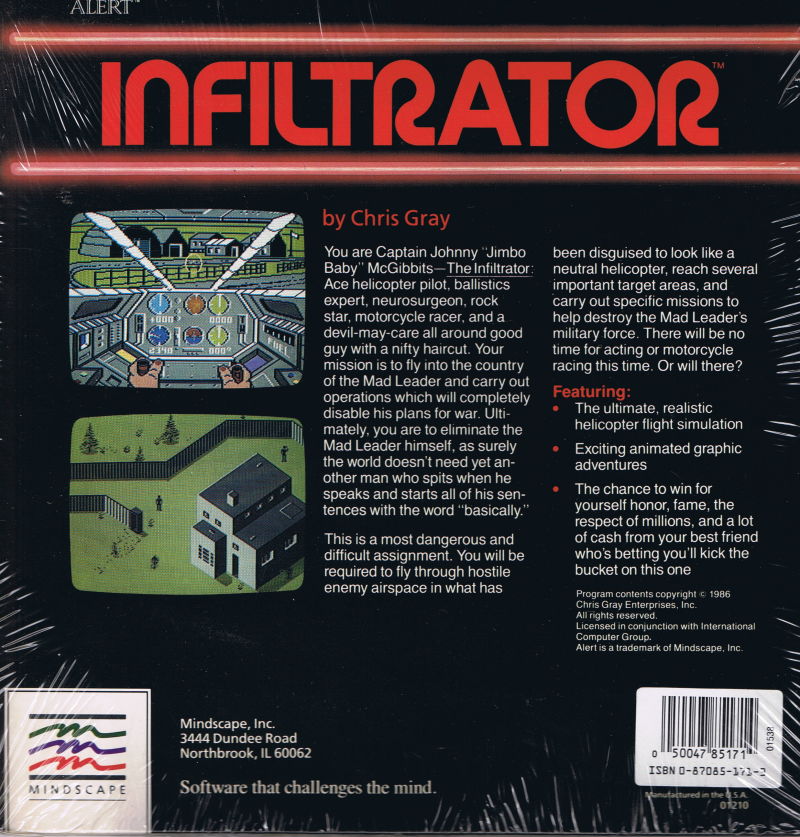 ALERT™
INFILTRATOR™
by Chris Gray
You are Captain Johnny "Jimbo
Baby" McGibbits—The Infiltrator:
Ace helicopter pilot, ballistics
expert, neurosurgeon, rock
star, motorcycle racer, and a
devil-may-care all around good
guy with a nifty haircut. Your
mission is to fly into the country
of the Mad Leader and carry out
operations which will completely
disable his plans for war. Ulti-
mately, you are to eliminate the
Mad Leader himself, as surely
the world doesn't need yet an-
other man who spits when he
speaks and starts all of his sen-
tences with the word "basically."
This is a most dangerous and
difficult assignment. You will be
required to fly through hostile
enemy airspace in what has
been disguised to look like a
neutral helicopter, reach several
important target areas, and
carry out specific missions to
help destroy the Mad Leader's
military force. There will be no
time for acting or motorcycle
racing this time. Or will there?
Featuring:
• The ultimate, realistic
helicopter flight simulation
• Exciting animated graphic
adventures
• The chance to win for
yourself honor, fame, the
respect of millions, and a lot
of cash from your best friend
who's betting you'll kick the
bucket on this one
Program contents copyright © 1986
Chris Gray Enterprises, Inc.
All rights reserved.
Licensed in conjunction with International
Computer Group.
Alert is a trademark of Mindscape, Inc.
+000 0000
2340 000°
FUEL
MINDSCAPE
Mindscape, Inc.
3444 Dundee Road
Northbrook, IL 60062
Software that challenges the mind.
0 50047 85171
01538
ISBN 0-87085-171-
Manufactured in the U.S.A.
01210